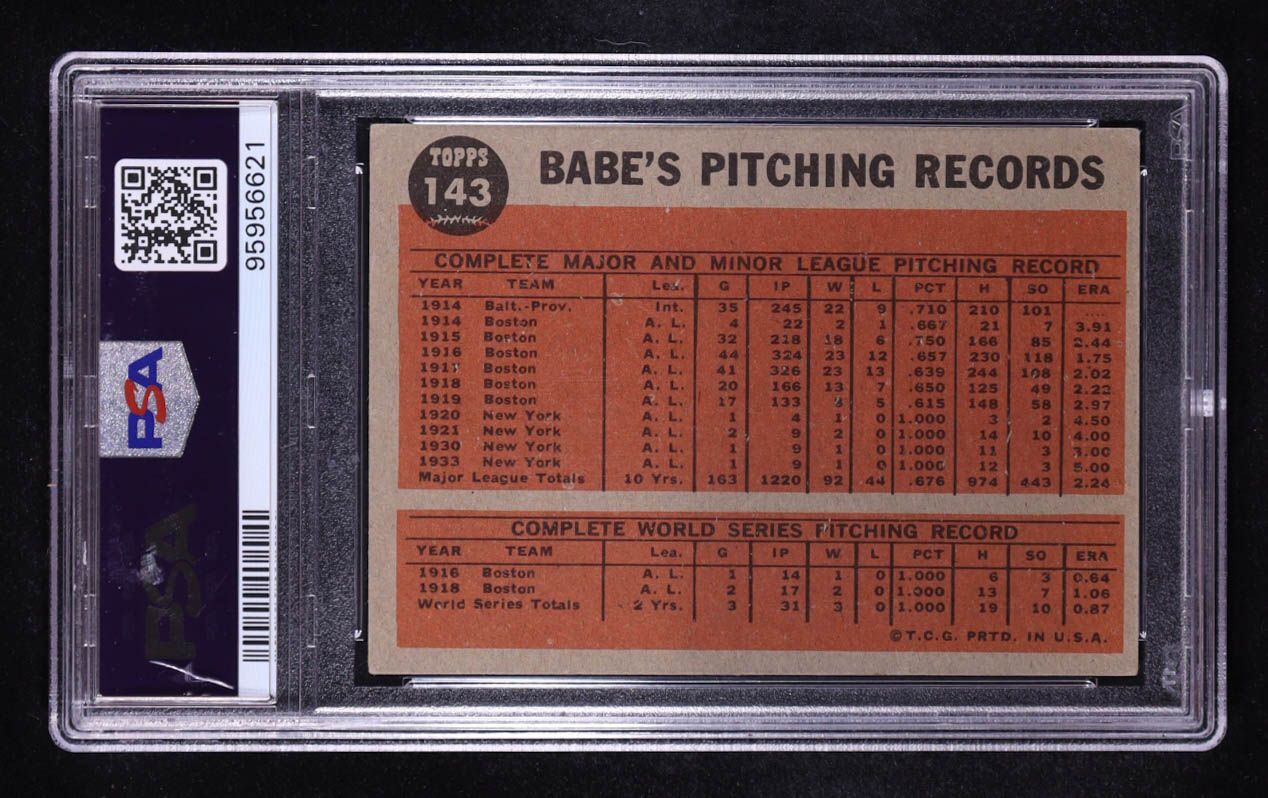 95956621
PSA
PSA
TOPPS
143
BABE'S PITCHING RECORDS
COMPLETE MAJOR AND MINOR LEAGUE PITCHING RECORD
YEAR TEAM Lea. G IP W L PCT H SO ERA
1914 Balt.-Prov. Int. 35 245 22 9 .710 210 101 ....
1914 Boston A. L. 4 22 2 1 .667 21 7 3.91
1915 Boston A. L. 32 218 18 6 .750 166 85 2.44
1916 Boston A. L. 44 324 23 12 .657 230 118 1.75
1917 Boston A. L. 41 326 23 13 .639 244 108 2.02
1918 Boston A. L. 20 166 13 7 .650 125 49 2.22
1919 Boston A. L. 17 133 8 5 .615 148 58 2.97
1920 New York A. L. 1 4 1 0 1.000 3 2 4.50
1921 New York A. L. 2 9 2 0 1.000 14 10 4.00
1930 New York A. L. 1 9 1 0 1.000 11 3 3.00
1933 New York A. L. 1 9 1 0 1.000 12 3 5.00
Major League Totals 10 Yrs. 163 1220 92 44 .676 974 443 2.24
COMPLETE WORLD SERIES PITCHING RECORD
YEAR TEAM Lea. G IP W L PCT H SO ERA
1916 Boston A. L. 1 14 1 0 1.000 6 3 0.64
1918 Boston A. L. 2 17 2 0 1.000 13 7 1.06
World Series Totals 2 Yrs. 3 31 3 0 1.000 19 10 0.87
©T.C.G. PRTD. IN U.S.A.
PSA